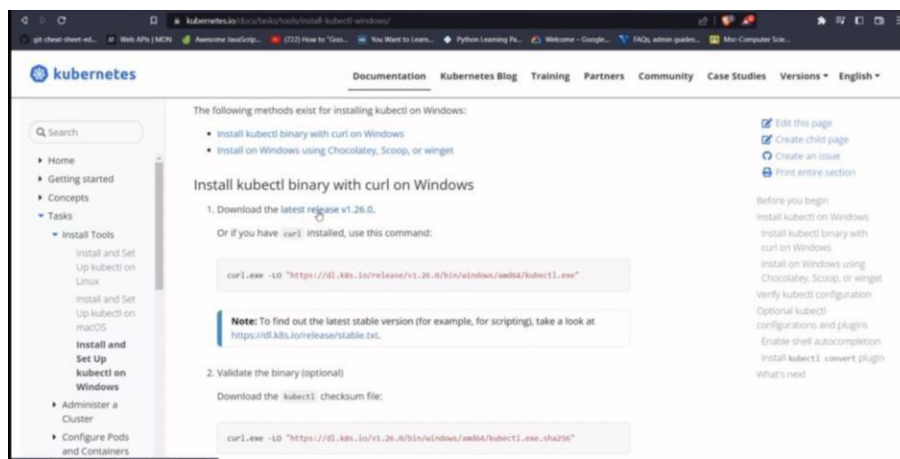 kubernetes.io/docs/tasks/tools/install-kubectl-windows/
git-cheat-sheet-ed...
Web APIs | MDN
Awesome JavaScrip...
(722) How to "Goo...
You Want to Learn...
Python Learning Pa...
Welcome – Google...
FAQs, admin guides...
Msc-Computer Scie...
kubernetes
Documentation
Kubernetes Blog
Training
Partners
Community
Case Studies
Versions
English
Search
Home
Getting started
Concepts
Tasks
Install Tools
Install and Set
Up kubectl on
Linux
Install and Set
Up kubectl on
macOS
Install and
Set Up
kubectl on
Windows
Administer a
Cluster
Configure Pods
and Containers
The following methods exist for installing kubectl on Windows:
Install kubectl binary with curl on Windows
Install on Windows using Chocolatey, Scoop, or winget
Install kubectl binary with curl on Windows
1. Download the latest release v1.26.0.
Or if you have curl installed, use this command:
curl.exe -LO "https://dl.k8s.io/release/v1.26.0/bin/windows/amd64/kubectl.exe"
Note: To find out the latest stable version (for example, for scripting), take a look at
https://dl.k8s.io/release/stable.txt.
2. Validate the binary (optional)
Download the kubectl checksum file:
curl.exe -LO "https://dl.k8s.io/v1.26.0/bin/windows/amd64/kubectl.exe.sha256"
Edit this page
Create child page
Create an issue
Print entire section
Before you begin
Install kubectl on Windows
Install kubectl binary with
curl on Windows
Install on Windows using
Chocolatey, Scoop, or winget
Verify kubectl configuration
Optional kubectl
configurations and plugins
Enable shell autocompletion
Install kubectl convert plugin
What's next